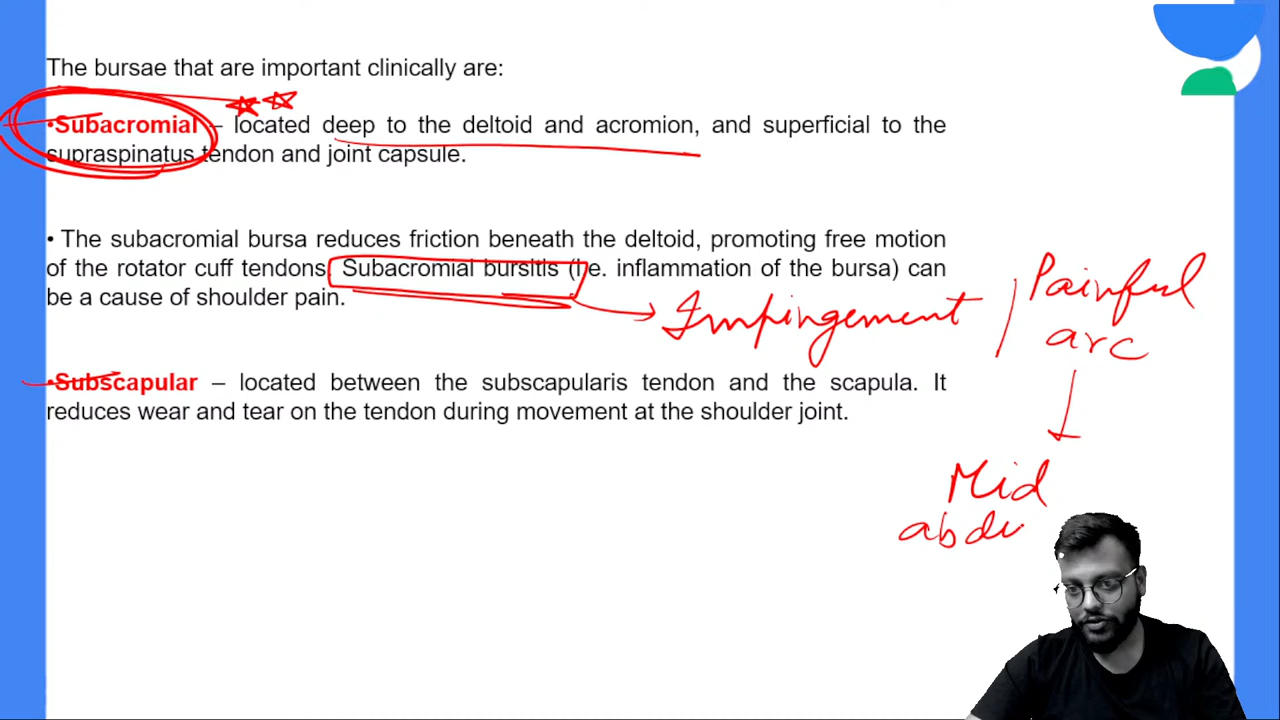 The bursae that are important clinically are:
•Subacromial – located deep to the deltoid and acromion, and superficial to the
supraspinatus tendon and joint capsule.
• The subacromial bursa reduces friction beneath the deltoid, promoting free motion
of the rotator cuff tendons. Subacromial bursitis (i.e. inflammation of the bursa) can
be a cause of shoulder pain.
Impingement / Painful
arc
•Subscapular – located between the subscapularis tendon and the scapula. It
reduces wear and tear on the tendon during movement at the shoulder joint.
Mid
abdu